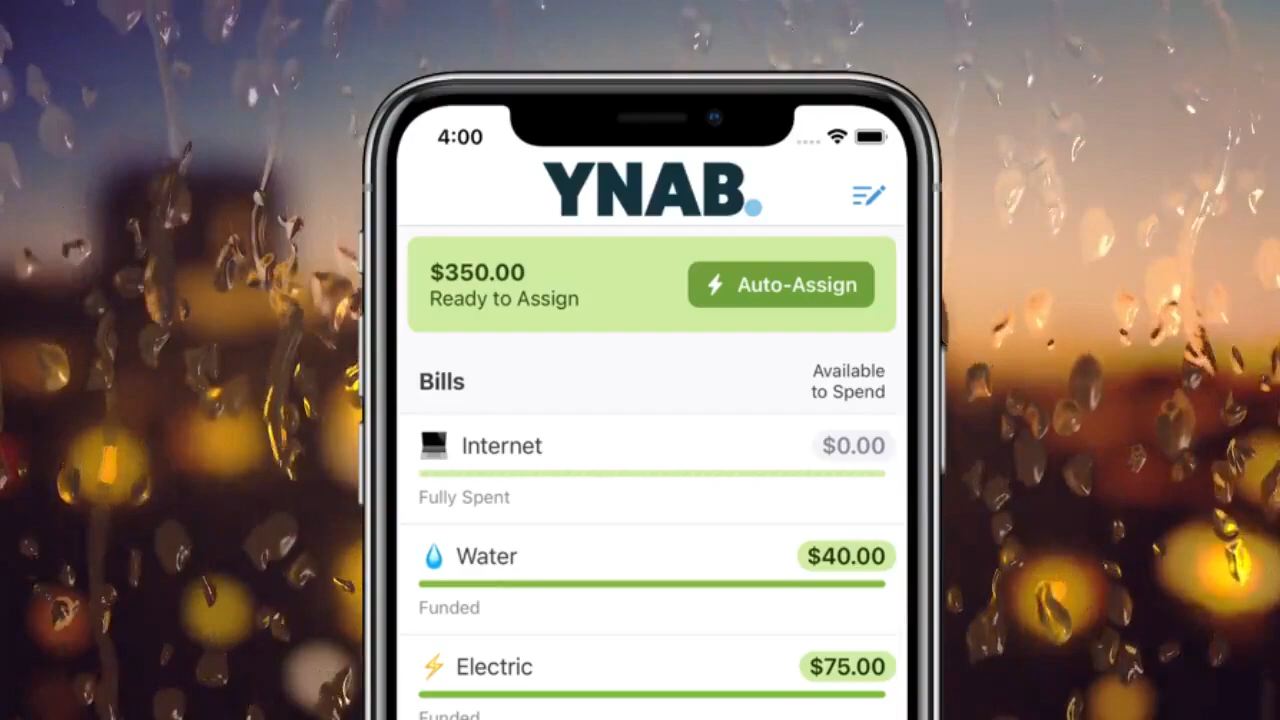 4:00
YNAB.
$350.00
Ready to Assign
Auto-Assign
Bills
Available
to Spend
Internet
$0.00
Fully Spent
Water
$40.00
Funded
Electric
$75.00
Funded